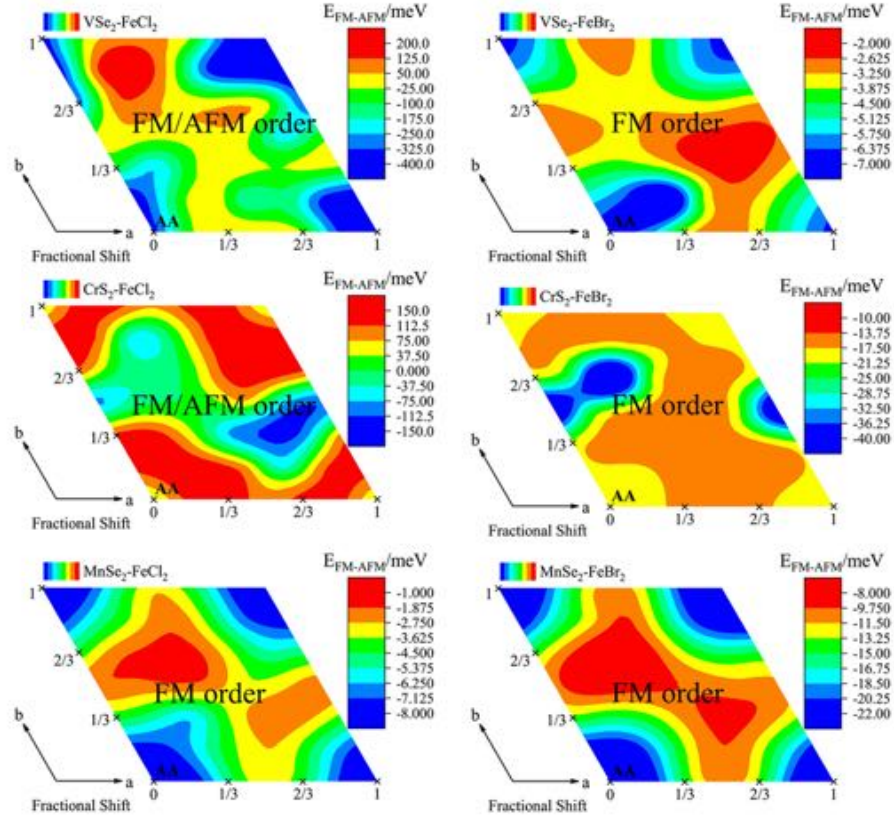 VSe₂-FeCl₂
E_FM-AFM/meV
200.0
125.0
50.00
-25.00
-100.0
-175.0
-250.0
-325.0
-400.0
FM/AFM order
1
2/3
1/3
b
a
AA
0
1/3
2/3
1
Fractional Shift
VSe₂-FeBr₂
E_FM-AFM/meV
-2.000
-2.625
-3.250
-3.875
-4.500
-5.125
-5.750
-6.375
-7.000
FM order
1
2/3
1/3
b
a
AA
0
1/3
2/3
1
Fractional Shift
CrS₂-FeCl₂
E_FM-AFM/meV
150.0
112.5
75.00
37.50
0.000
-37.50
-75.00
-112.5
-150.0
FM/AFM order
1
2/3
1/3
b
a
AA
0
1/3
2/3
1
Fractional Shift
CrS₂-FeBr₂
E_FM-AFM/meV
-10.00
-13.75
-17.50
-21.25
-25.00
-28.75
-32.50
-36.25
-40.00
FM order
1
2/3
1/3
b
a
AA
0
1/3
2/3
1
Fractional Shift
MnSe₂-FeCl₂
E_FM-AFM/meV
-1.000
-1.875
-2.750
-3.625
-4.500
-5.375
-6.250
-7.125
-8.000
FM order
1
2/3
1/3
b
a
AA
0
1/3
2/3
1
Fractional Shift
MnSe₂-FeBr₂
E_FM-AFM/meV
-8.000
-9.750
-11.50
-13.25
-15.00
-16.75
-18.50
-20.25
-22.00
FM order
1
2/3
1/3
b
a
AA
0
1/3
2/3
1
Fractional Shift